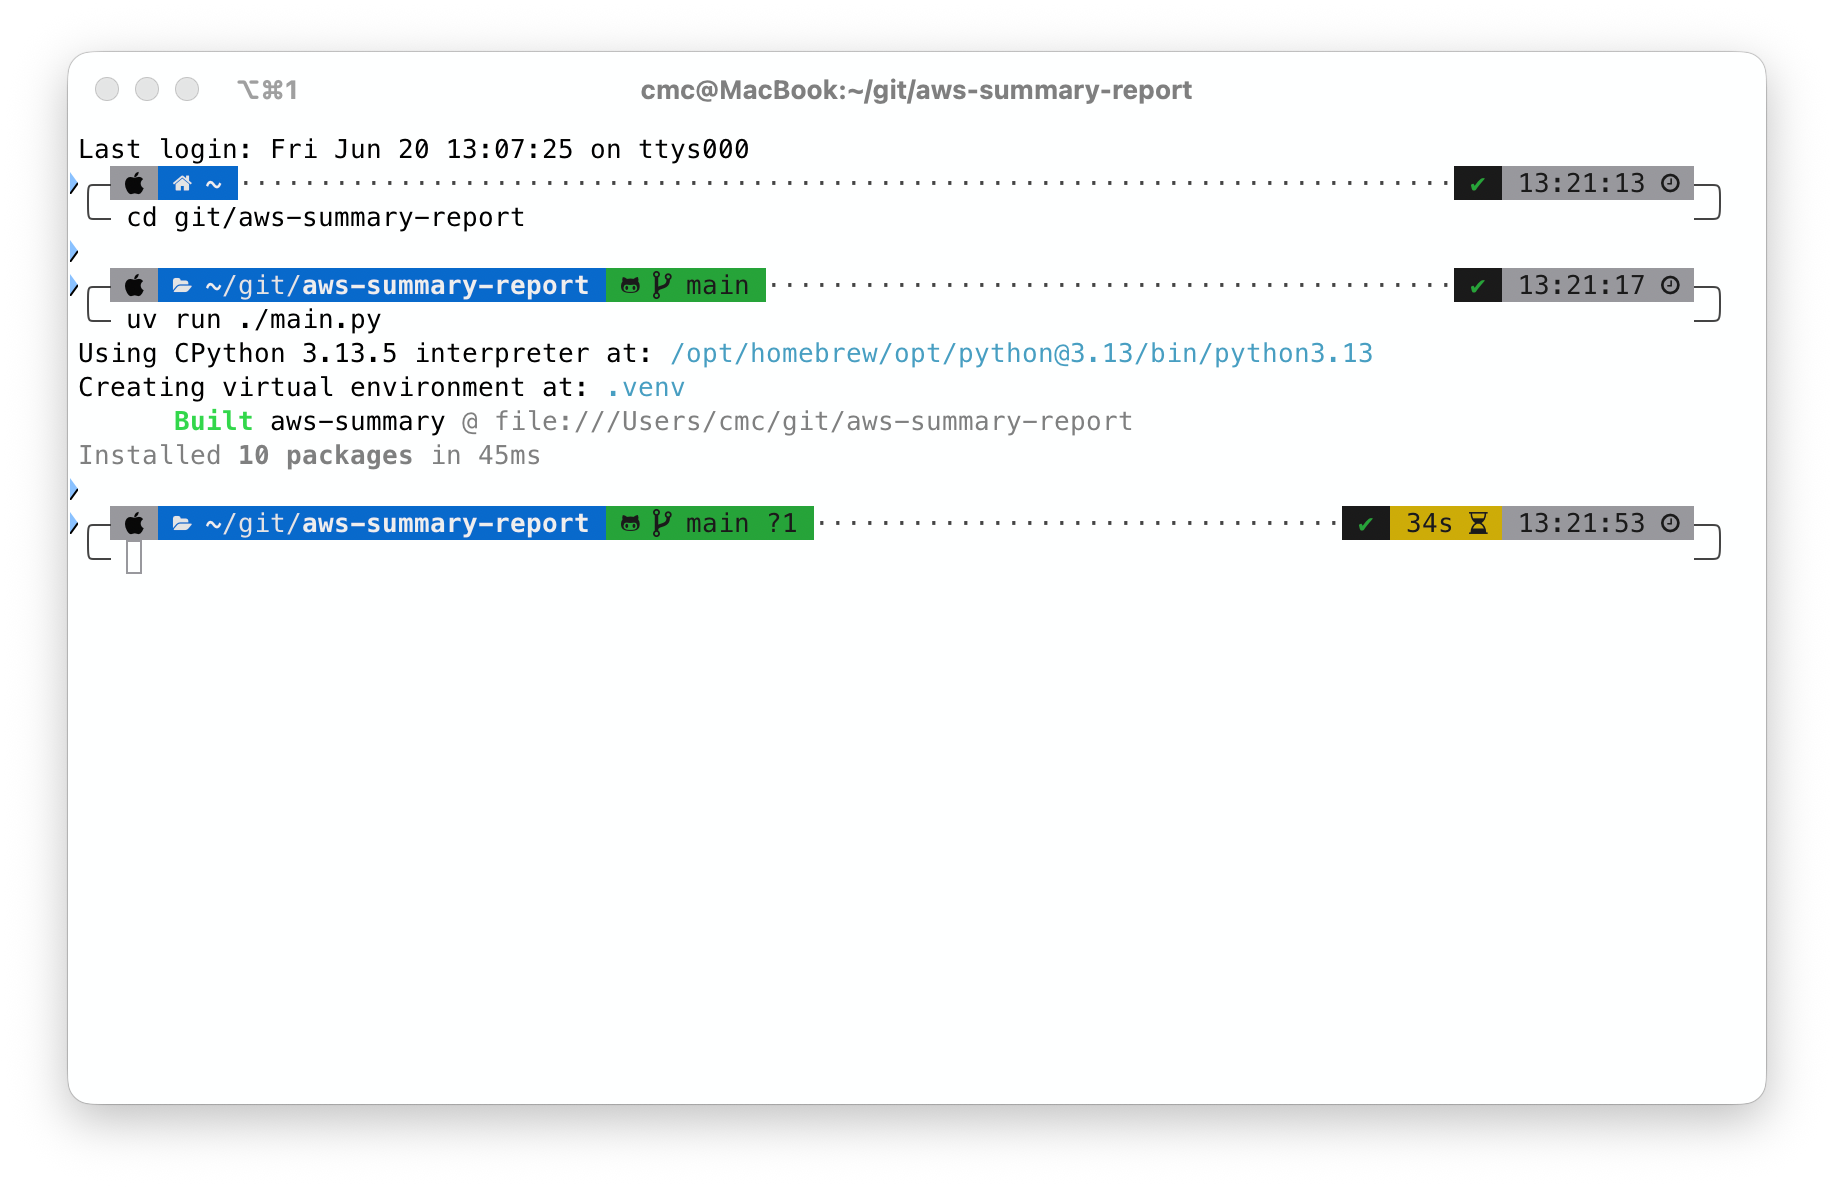 ⌥⌘1 cmc@MacBook:~/git/aws-summary-report
Last login: Fri Jun 20 13:07:25 on ttys000
~ ✔ 13:21:13
cd git/aws-summary-report
~/git/aws-summary-report main ✔ 13:21:17
uv run ./main.py
Using CPython 3.13.5 interpreter at: /opt/homebrew/opt/python@3.13/bin/python3.13
Creating virtual environment at: .venv
Built aws-summary @ file:///Users/cmc/git/aws-summary-report
Installed 10 packages in 45ms
~/git/aws-summary-report main ?1 ✔ 34s 13:21:53